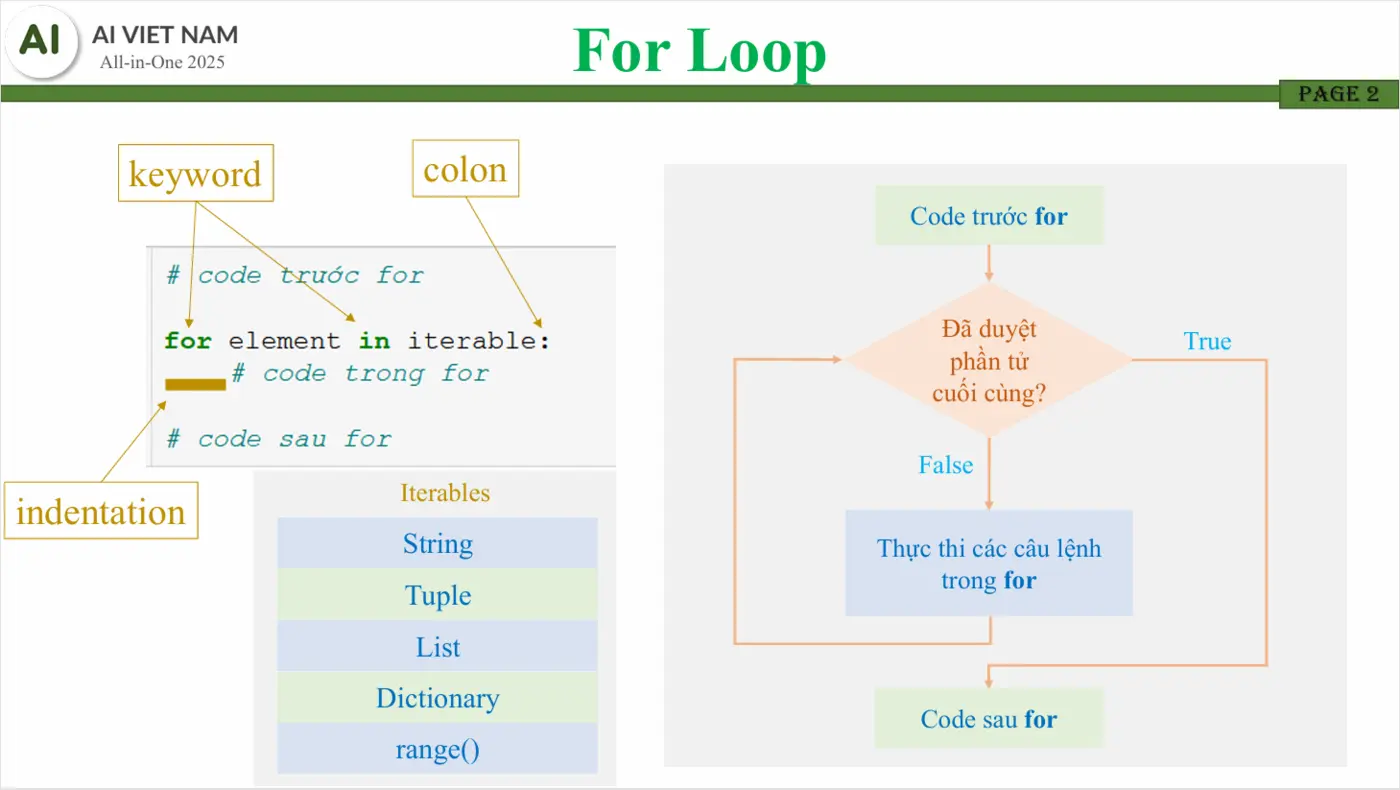 AI
AI VIET NAM
All-in-One 2025
For Loop
PAGE 2
keyword
colon
# code trước for
for element in iterable:
# code trong for
# code sau for
indentation
Iterables
String
Tuple
List
Dictionary
range()
Code trước for
Đã duyệt
phần tử
cuối cùng?
True
False
Thực thi các câu lệnh
trong for
Code sau for